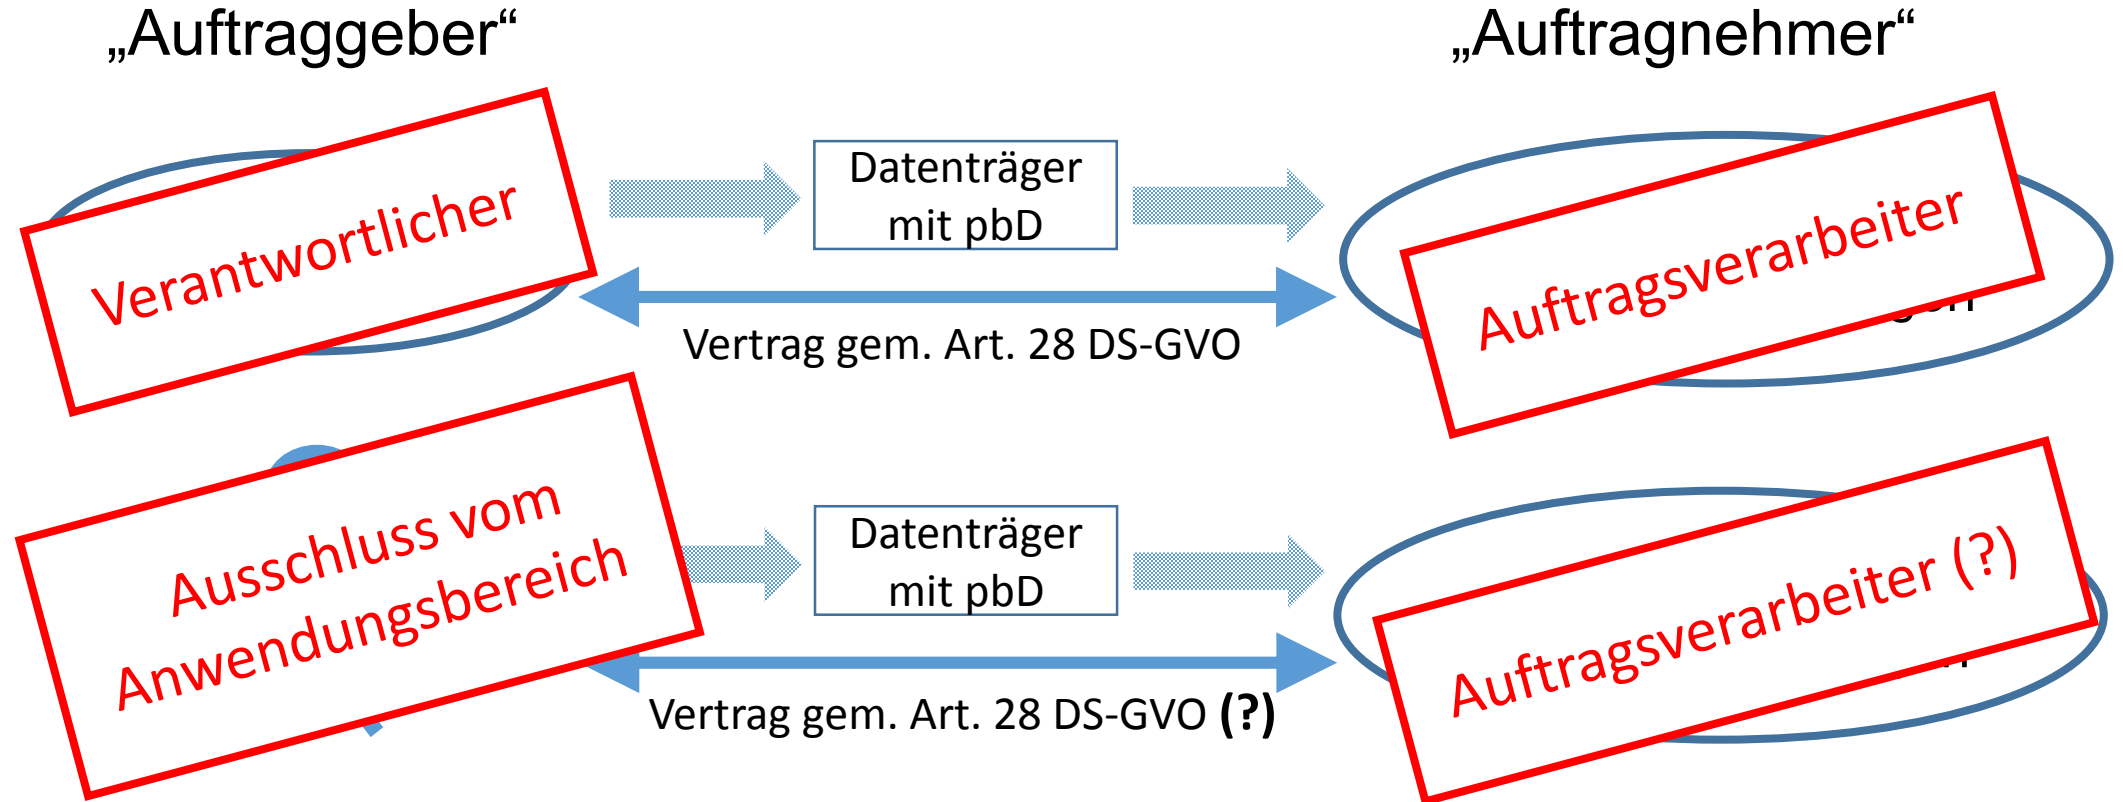 „Auftraggeber“
„Auftragnehmer“
Verantwortlicher
Datenträger
mit pbD
Auftragsverarbeiter
Vertrag gem. Art. 28 DS-GVO
Ausschluss vom
Anwendungsbereich
Datenträger
mit pbD
Auftragsverarbeiter (?)
Vertrag gem. Art. 28 DS-GVO (?)